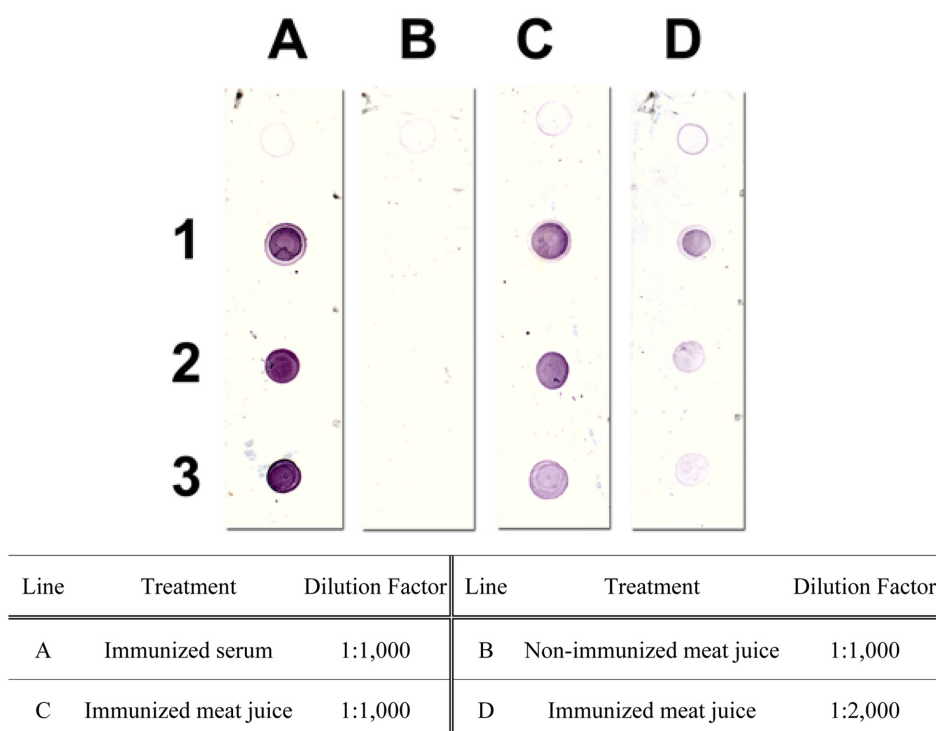 A B C D
1
2
3
Line Treatment Dilution Factor Line Treatment Dilution Factor
A Immunized serum 1:1,000 B Non-immunized meat juice 1:1,000
C Immunized meat juice 1:1,000 D Immunized meat juice 1:2,000